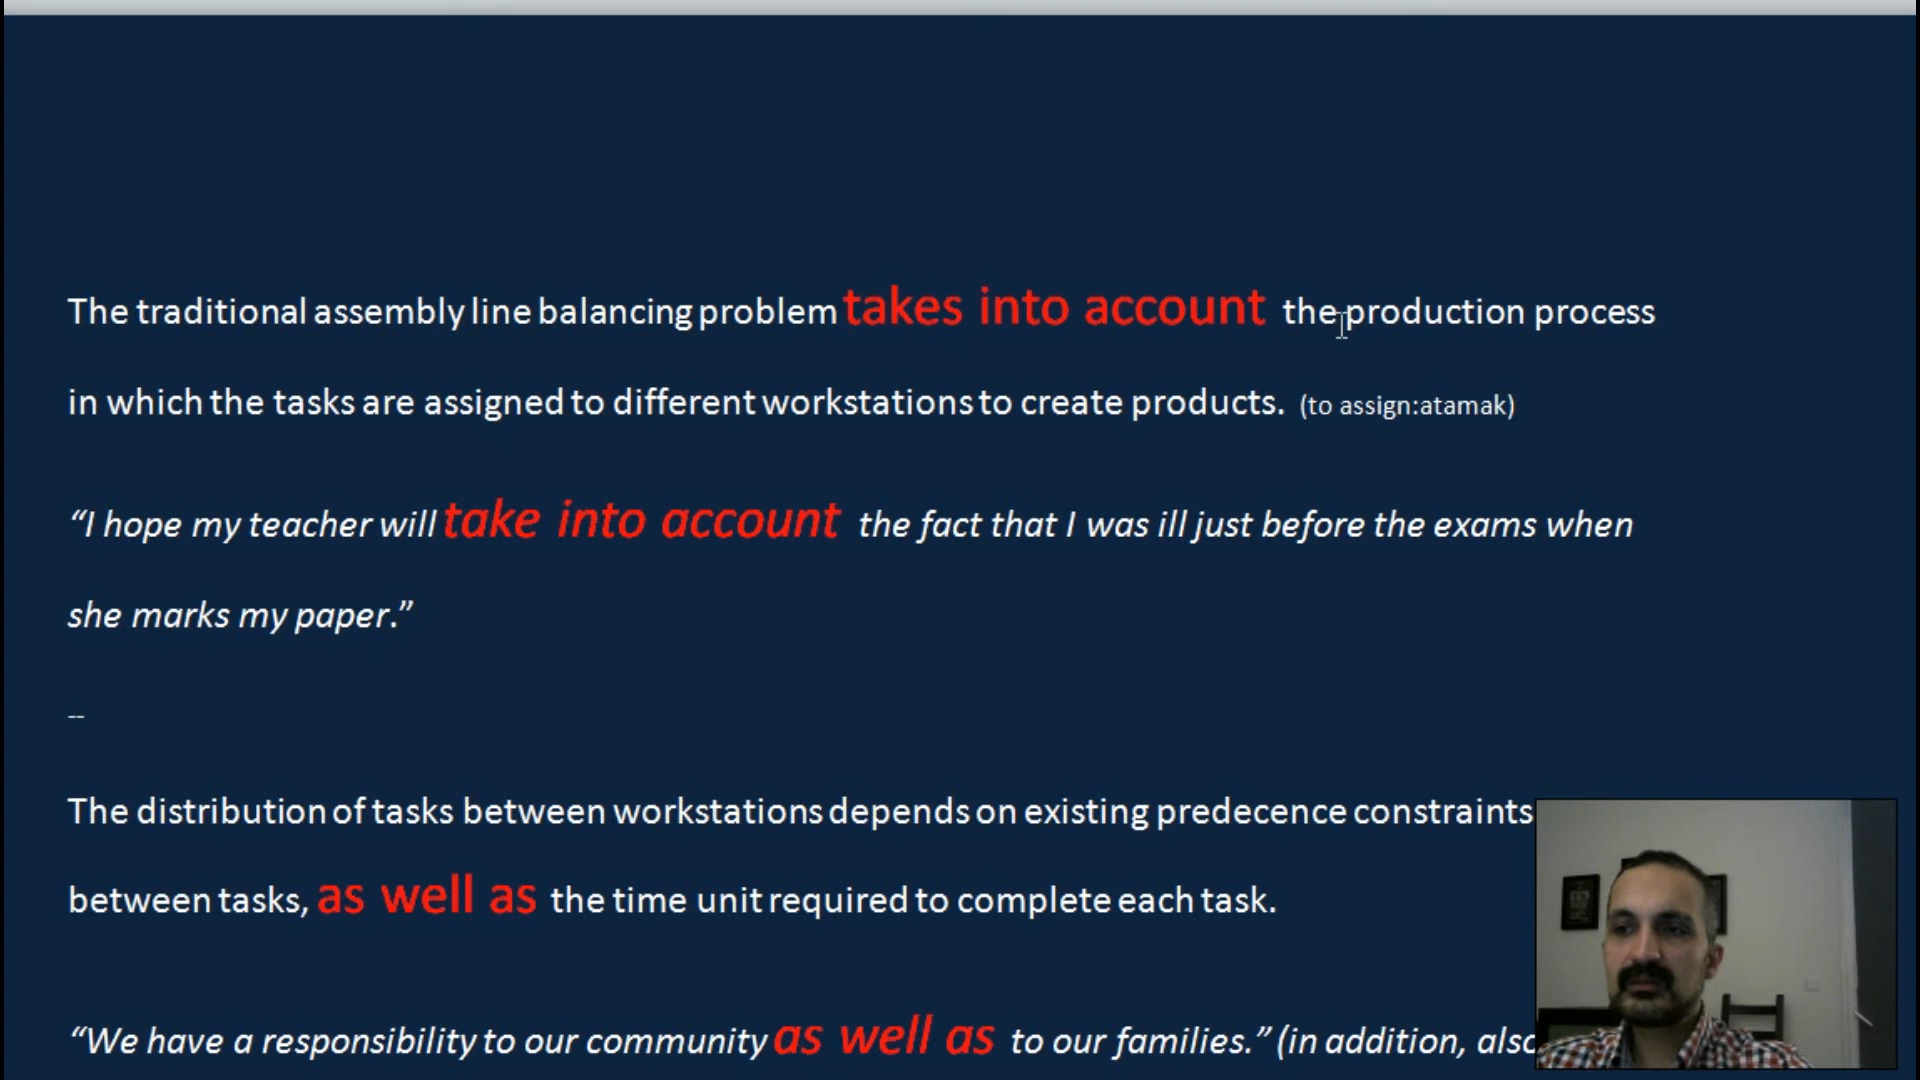 The traditional assembly line balancing problem takes into account the production process
in which the tasks are assigned to different workstations to create products. (to assign:atamak)
“I hope my teacher will take into account the fact that I was ill just before the exams when
she marks my paper.”
--
The distribution of tasks between workstations depends on existing predecence constraints
between tasks, as well as the time unit required to complete each task.
“We have a responsibility to our community as well as to our families.” (in addition, also